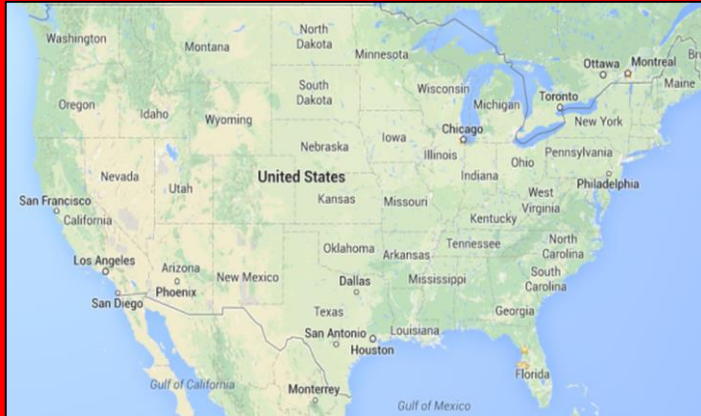 Washington
Montana
North
Dakota
Minnesota
Ottawa
Montreal
Maine
Oregon
Idaho
Wyoming
South
Dakota
Wisconsin
Michigan
Toronto
New York
Nebraska
Iowa
Chicago
Illinois
Indiana
Ohio
Pennsylvania
Philadelphia
Nevada
Utah
United States
Kansas
Missouri
West
Virginia
Kentucky
San Francisco
California
Los Angeles
San Diego
Arizona
Phoenix
New Mexico
Oklahoma
Arkansas
Tennessee
North
Carolina
South
Carolina
Dallas
Mississippi
Georgia
Texas
San Antonio
Houston
Louisiana
Florida
Gulf of California
Monterrey
Gulf of Mexico